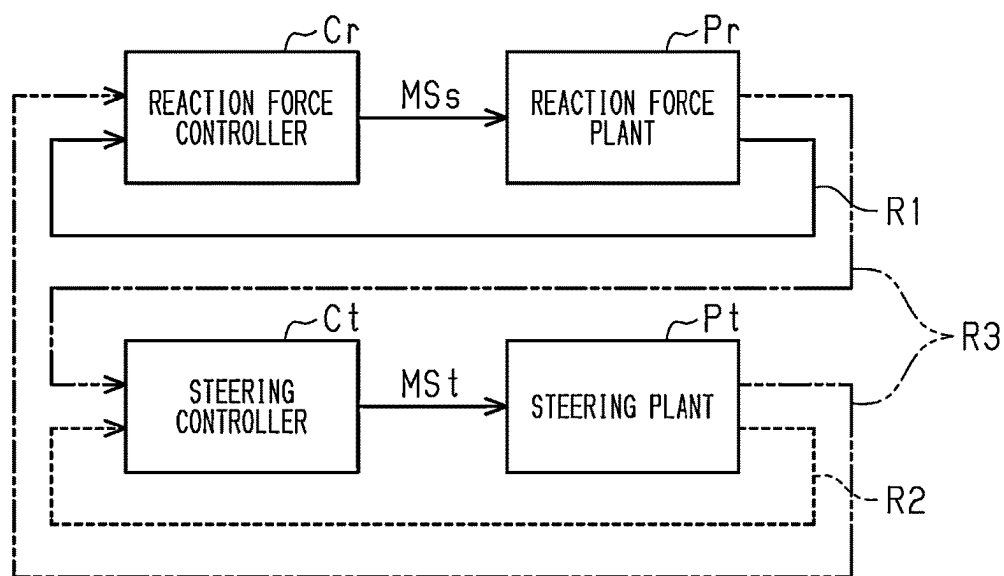 Cr
REACTION FORCE
CONTROLLER
MSs
Pr
REACTION FORCE
PLANT
R1
Ct
STEERING
CONTROLLER
MSt
Pt
STEERING PLANT
R3
R2